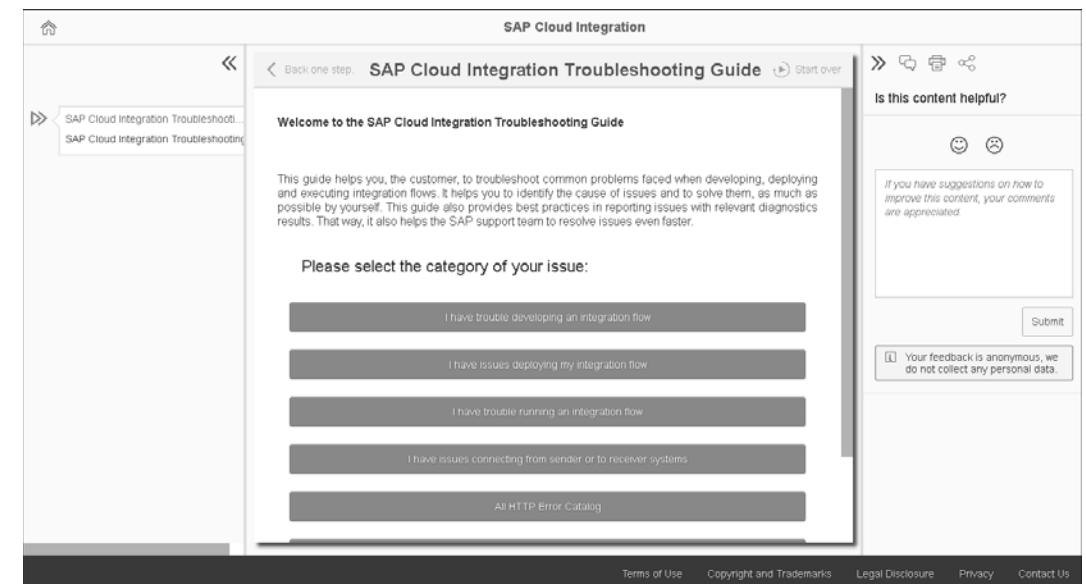 SAP Cloud Integration
SAP Cloud Integration Troubleshooti...
SAP Cloud Integration Troubleshooting
Back one step.
SAP Cloud Integration Troubleshooting Guide
Start over
Welcome to the SAP Cloud Integration Troubleshooting Guide
This guide helps you, the customer, to troubleshoot common problems faced when developing, deploying
and executing integration flows. It helps you to identify the cause of issues and to solve them, as much as
possible by yourself. This guide also provides best practices in reporting issues with relevant diagnostics
results. That way, it also helps the SAP support team to resolve issues even faster.
Please select the category of your issue:
I have trouble developing an integration flow
I have issues deploying my integration flow
I have trouble running an integration flow
I have issues connecting from sender or to receiver systems
All HTTP Error Catalog
Is this content helpful?
If you have suggestions on how to
improve this content, your comments
are appreciated.
Submit
Your feedback is anonymous, we
do not collect any personal data.
Terms of Use
Copyright and Trademarks
Legal Disclosure
Privacy
Contact Us